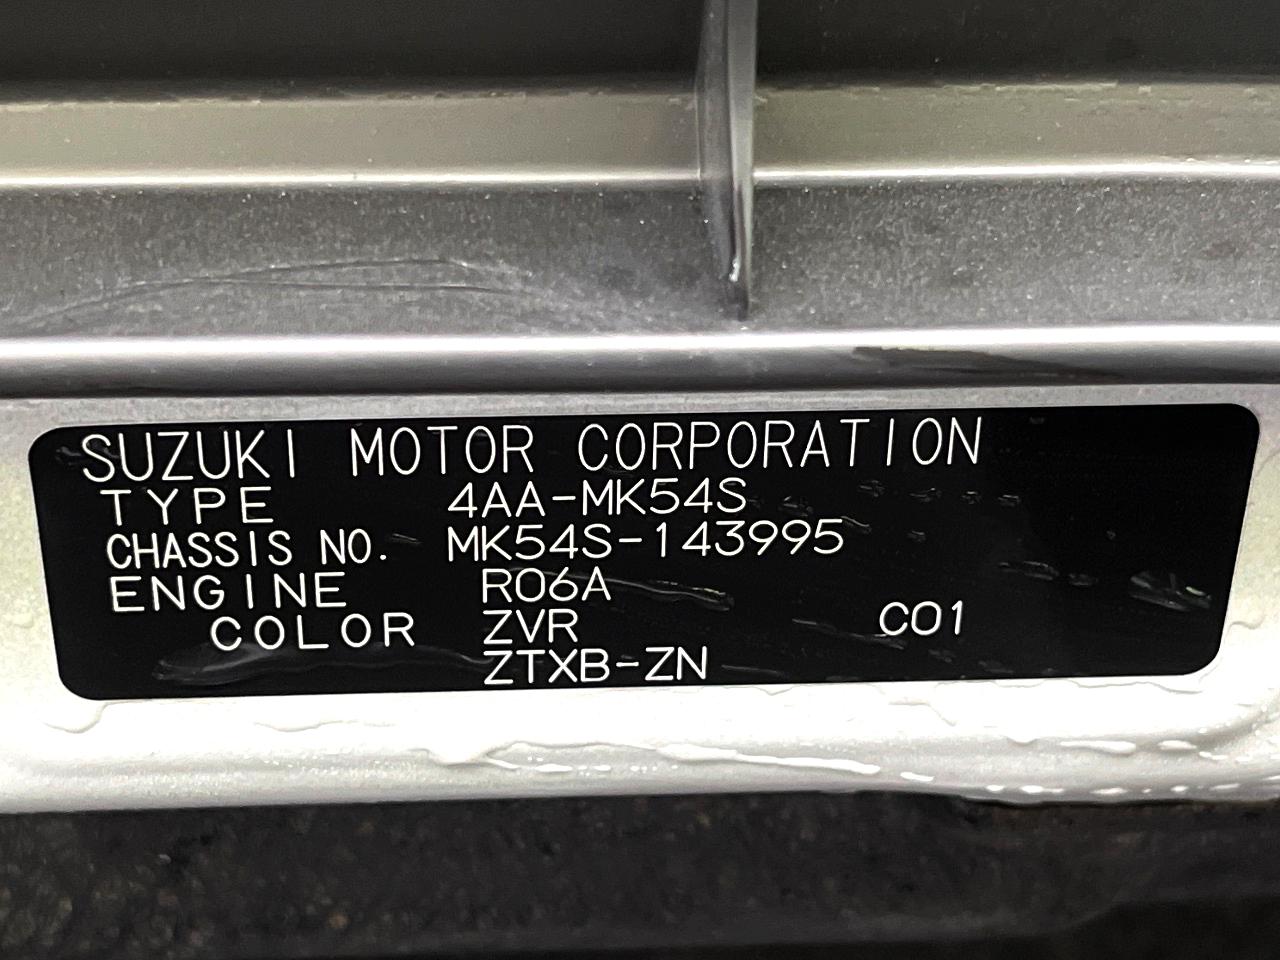 SUZUKI MOTOR CORPORATION
TYPE 4AA-MK54S
CHASSIS NO. MK54S-143995
ENGINE R06A
COLOR ZVR C01
ZTXB-ZN